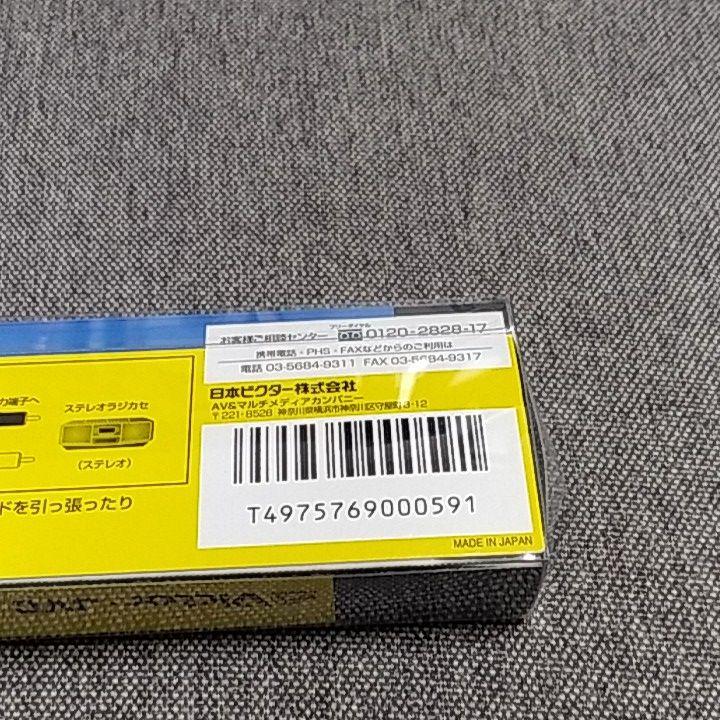 フリーダイヤル
お客様ご相談センター 0120-2828-17
携帯電話・PHS・FAXなどからのご利用は
電話 03-5684-9311 FAX 03-5684-9317
日本ビクター株式会社
AV&マルチメディアカンパニー
〒221-8528 神奈川県横浜市神奈川区守屋町3-12
力端子へ
ステレオラジカセ
(ステレオ)
ドを引っ張ったり
T4975769000591
MADE IN JAPAN